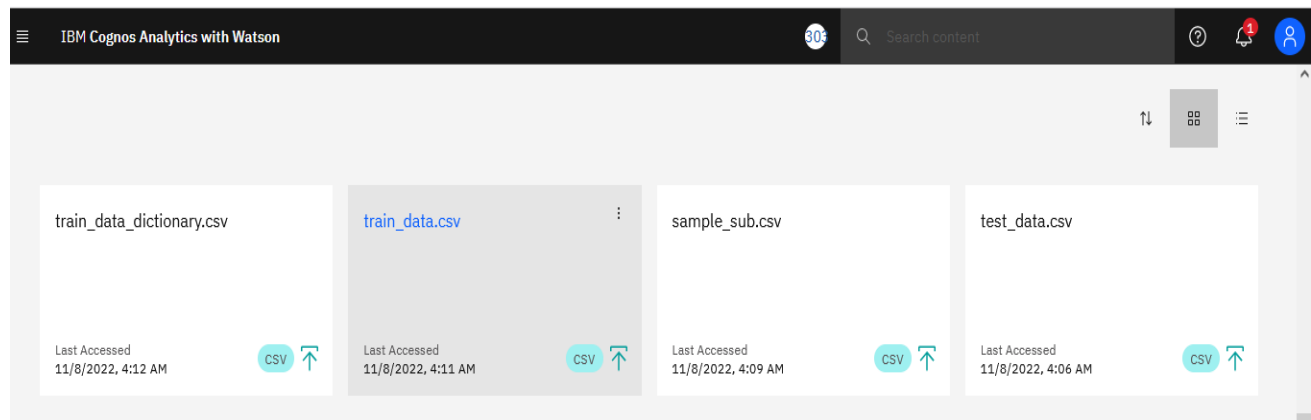 IBM Cognos Analytics with Watson
303
Search content
1
train_data_dictionary.csv
train_data.csv
sample_sub.csv
test_data.csv
Last Accessed
11/8/2022, 4:12 AM
CSV
Last Accessed
11/8/2022, 4:11 AM
CSV
Last Accessed
11/8/2022, 4:09 AM
CSV
Last Accessed
11/8/2022, 4:06 AM
CSV